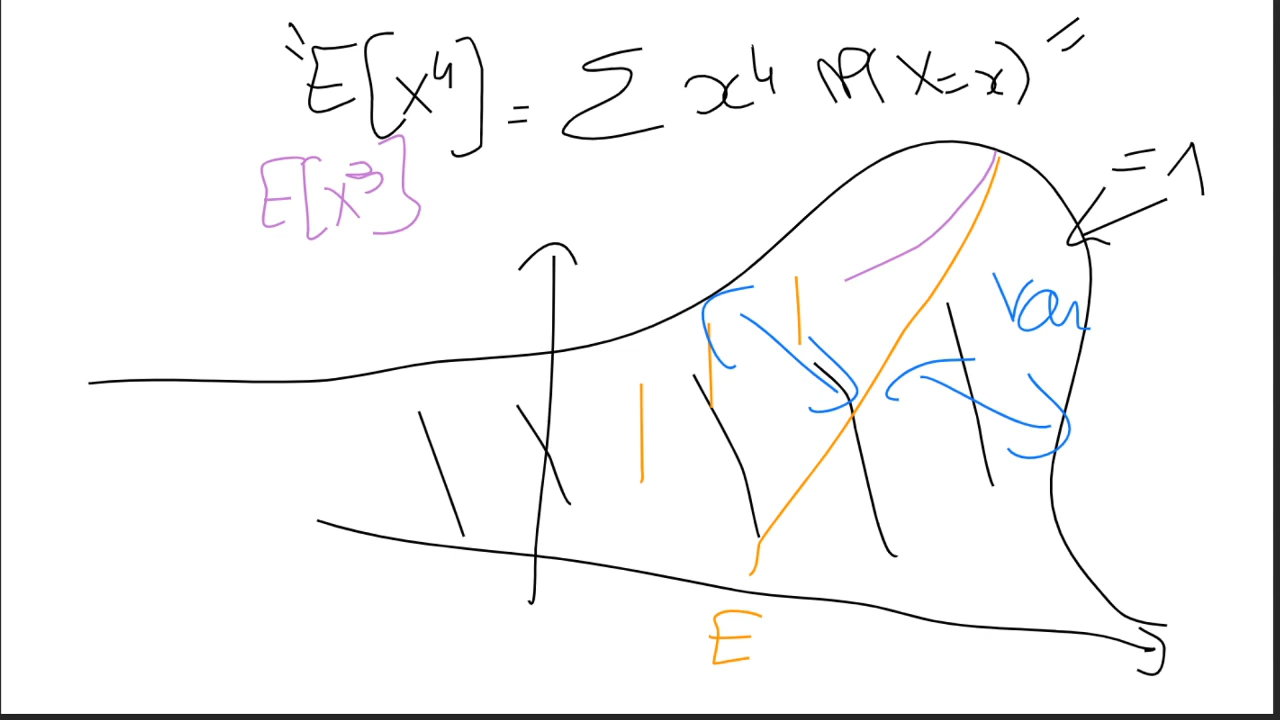 "E[X⁴] = ∑ x⁴ ℙ(X=x)"
E[X³]
= 1
Var
E